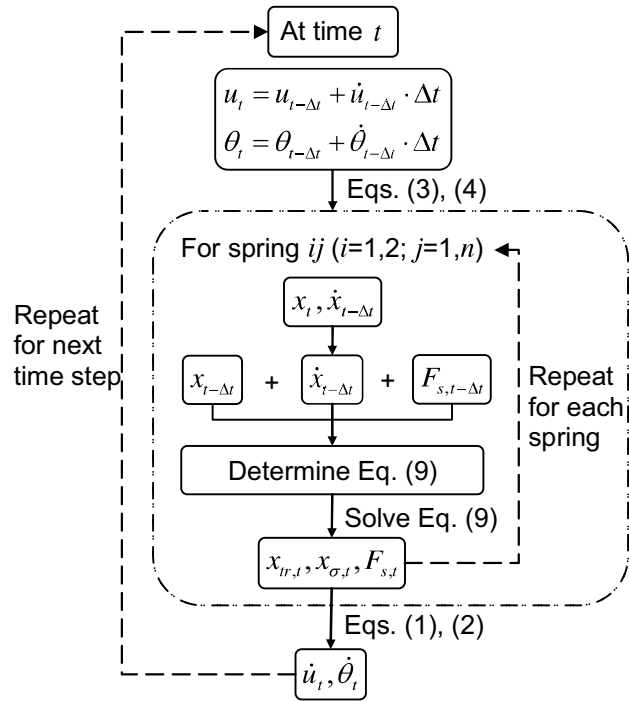 At time t
u_t = u_{t−Δt} + u̇_{t−Δt} · Δt
θ_t = θ_{t−Δt} + θ̇_{t−Δt} · Δt
Eqs. (3), (4)
For spring ij (i=1,2; j=1,n)
x_t , ẋ_{t−Δt}
x_{t−Δt} + ẋ_{t−Δt} + F_{s,t−Δt}
Determine Eq. (9)
Solve Eq. (9)
x_{tr,t}, x_{σ,t}, F_{s,t}
Eqs. (1), (2)
u̇_t, θ̇_t
Repeat
for next
time step
Repeat
for each
spring